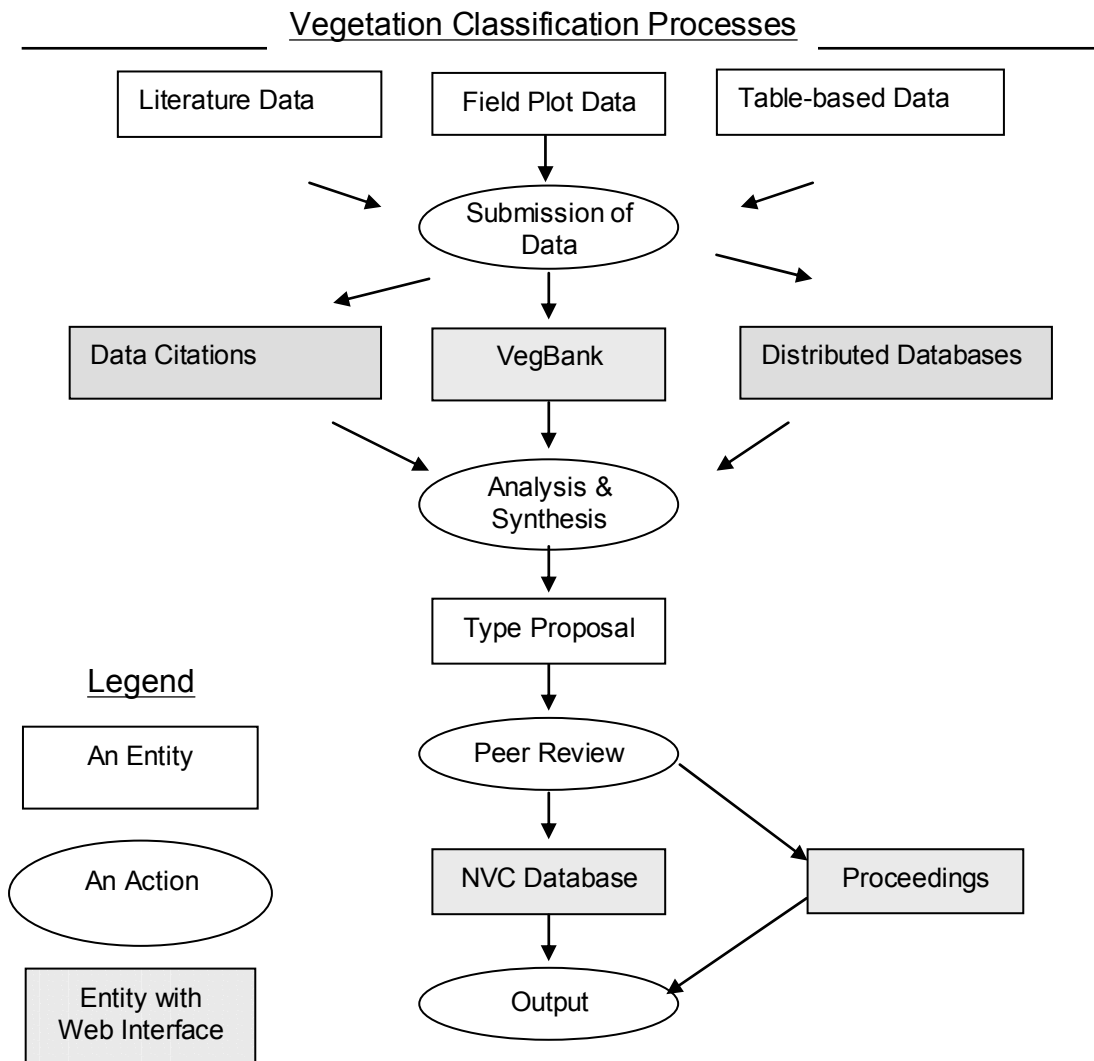 Vegetation Classification Processes
Literature Data
Field Plot Data
Table-based Data
Submission of
Data
Data Citations
VegBank
Distributed Databases
Analysis &
Synthesis
Type Proposal
Legend
An Entity
Peer Review
An Action
NVC Database
Proceedings
Entity with
Web Interface
Output